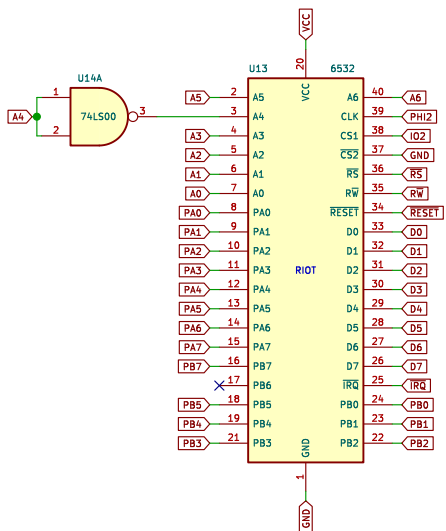 VCC
U14A
U13 6532
20
VCC
1
A4 74LS00 3
2
A5 2 A5 A6 40 A6
3 A4 CLK 39 PHI2
A3 4 A3 CS1 38 IO2
A2 5 A2 CS2 37 GND
A1 6 A1 RS 36 RS
A0 7 A0 RW 35 RW
PA0 8 PA0 RESET 34 RESET
PA1 9 PA1 D0 33 D0
PA2 10 PA2 D1 32 D1
PA3 11 PA3 RIOT D2 31 D2
PA4 12 PA4 D3 30 D3
PA5 13 PA5 D4 29 D4
PA6 14 PA6 D5 28 D5
PA7 15 PA7 D6 27 D6
PB7 16 PB7 D7 26 D7
17 PB6 IRQ 25 IRQ
PB5 18 PB5 PB0 24 PB0
PB4 19 PB4 PB1 23 PB1
PB3 21 PB3 PB2 22 PB2
GND
1
GND